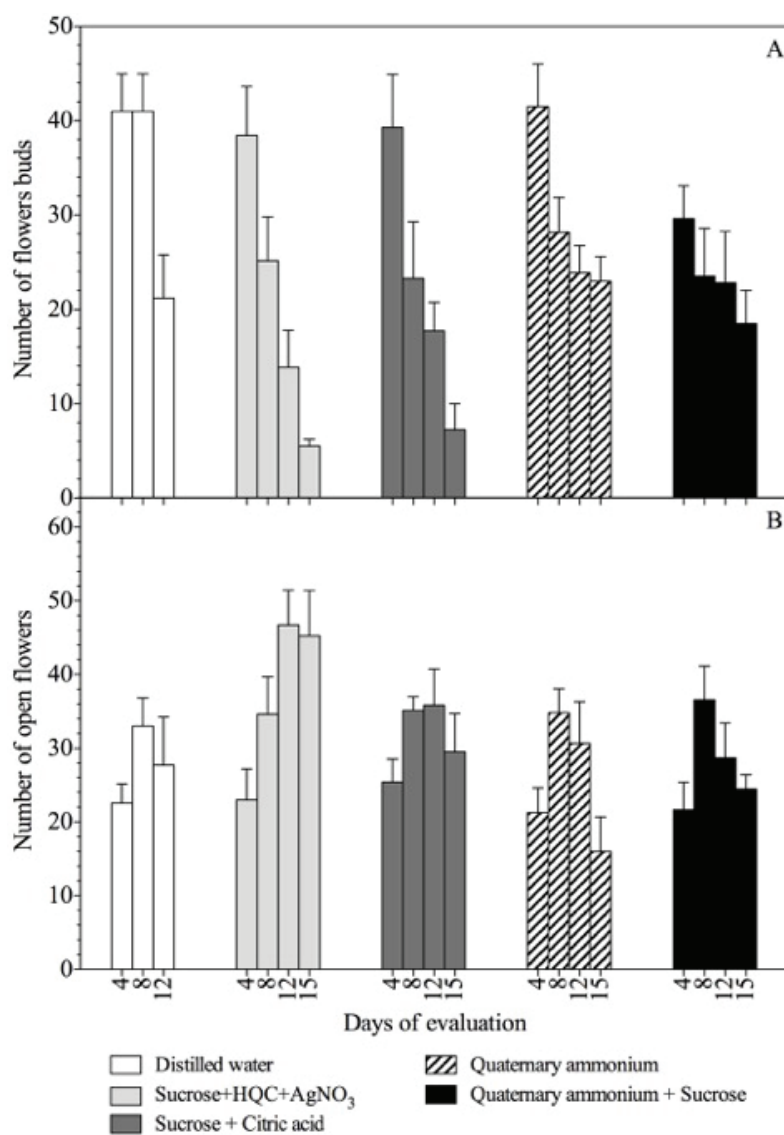 A
50
40
30
20
10
0
Number of flowers buds
B
60
50
40
30
20
10
0
Number of open flowers
4 8 12 4 8 12 15 4 8 12 15 4 8 12 15 4 8 12 15
Days of evaluation
Distilled water
Sucrose+HQC+AgNO₃
Sucrose + Citric acid
Quaternary ammonium
Quaternary ammonium + Sucrose